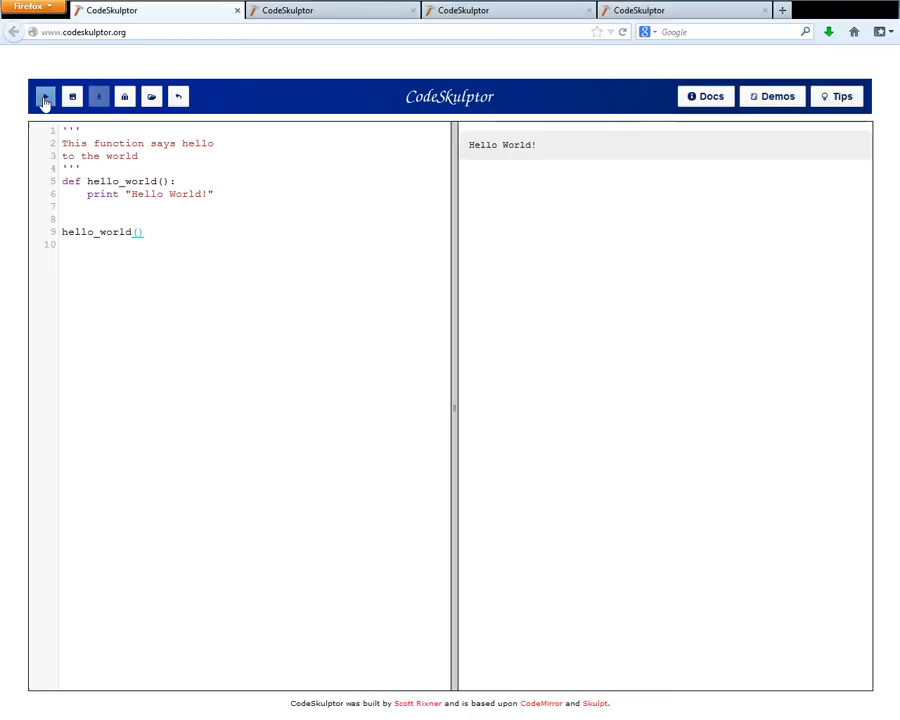 Firefox
CodeSkulptor
CodeSkulptor
CodeSkulptor
CodeSkulptor
www.codeskulptor.org
Google
CodeSkulptor
Docs
Demos
Tips
1 '''
2 This function says hello
3 to the world
4 '''
5 def hello_world():
6 print "Hello World!"
7
8
9 hello_world()
10
Hello World!
CodeSkulptor was built by Scott Rixner and is based upon CodeMirror and Skulpt.